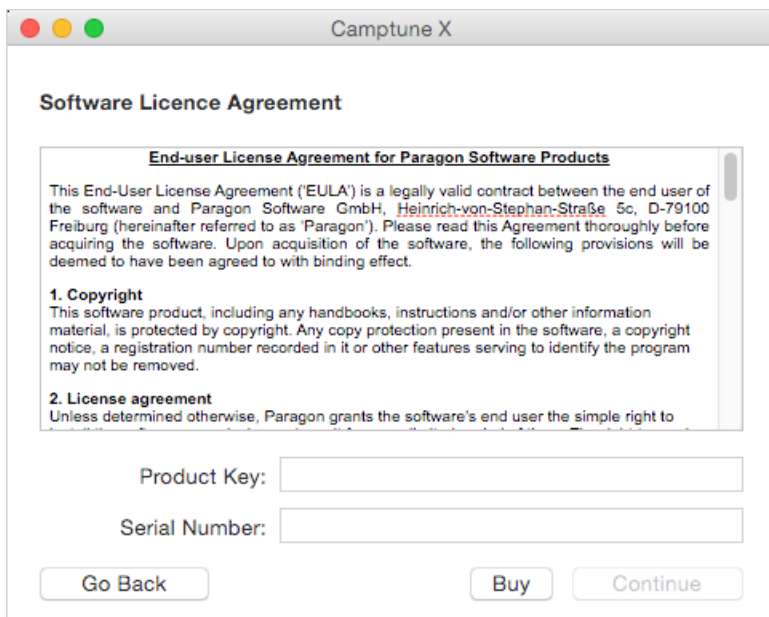 Camptune X
Software Licence Agreement
End-user License Agreement for Paragon Software Products
This End-User License Agreement ('EULA') is a legally valid contract between the end user of
the software and Paragon Software GmbH, Heinrich-von-Stephan-Straße 5c, D-79100
Freiburg (hereinafter referred to as 'Paragon'). Please read this Agreement thoroughly before
acquiring the software. Upon acquisition of the software, the following provisions will be
deemed to have been agreed to with binding effect.
1. Copyright
This software product, including any handbooks, instructions and/or other information
material, is protected by copyright. Any copy protection present in the software, a copyright
notice, a registration number recorded in it or other features serving to identify the program
may not be removed.
2. License agreement
Unless determined otherwise, Paragon grants the software's end user the simple right to
Product Key:
Serial Number:
Go Back
Buy
Continue